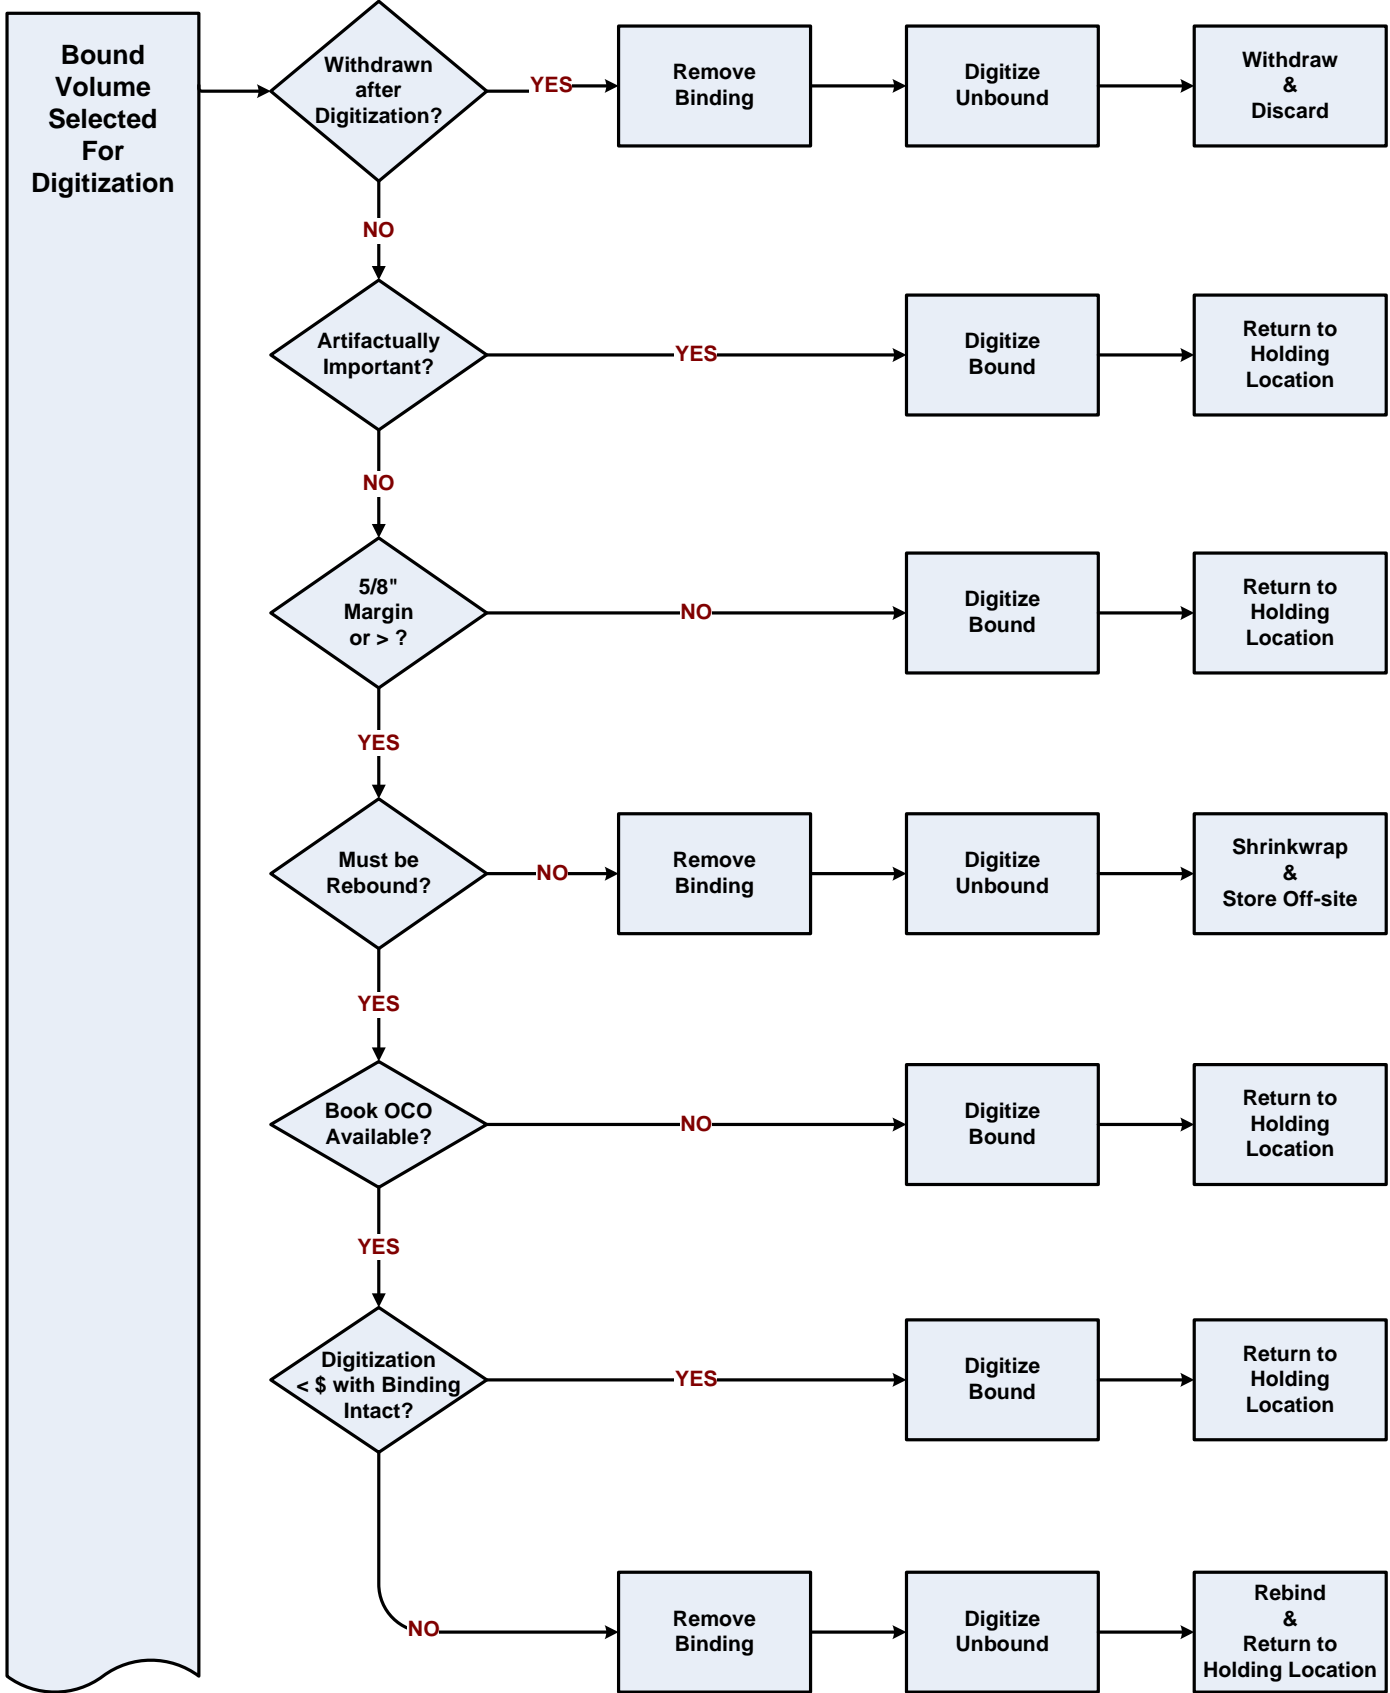 Bound
Volume
Selected
For
Digitization
Withdrawn
after
Digitization?
YES
Remove
Binding
Digitize
Unbound
Withdraw
&
Discard
NO
Artifactually
Important?
YES
Digitize
Bound
Return to
Holding
Location
NO
5/8"
Margin
or > ?
NO
Digitize
Bound
Return to
Holding
Location
YES
Must be
Rebound?
NO
Remove
Binding
Digitize
Unbound
Shrinkwrap
&
Store Off-site
YES
Book OCO
Available?
NO
Digitize
Bound
Return to
Holding
Location
YES
Digitization
< $ with Binding
Intact?
YES
Digitize
Bound
Return to
Holding
Location
NO
Remove
Binding
Digitize
Unbound
Rebind
&
Return to
Holding Location